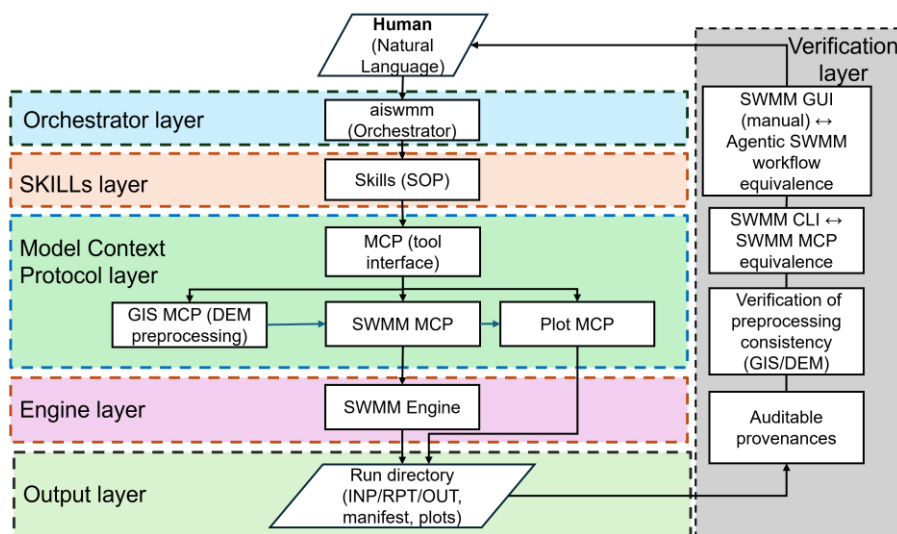 Human
(Natural
Language)
Orchestrator layer
aiswmm
(Orchestrator)
SKILLs layer
Skills (SOP)
Model Context
Protocol layer
MCP (tool
interface)
GIS MCP (DEM
preprocessing)
SWMM MCP
Plot MCP
Engine layer
SWMM Engine
Output layer
Run directory
(INP/RPT/OUT,
manifest, plots)
Verification
layer
SWMM GUI
(manual) ↔
Agentic SWMM
workflow
equivalence
SWMM CLI ↔
SWMM MCP
equivalence
Verification of
preprocessing
consistency
(GIS/DEM)
Auditable
provenances